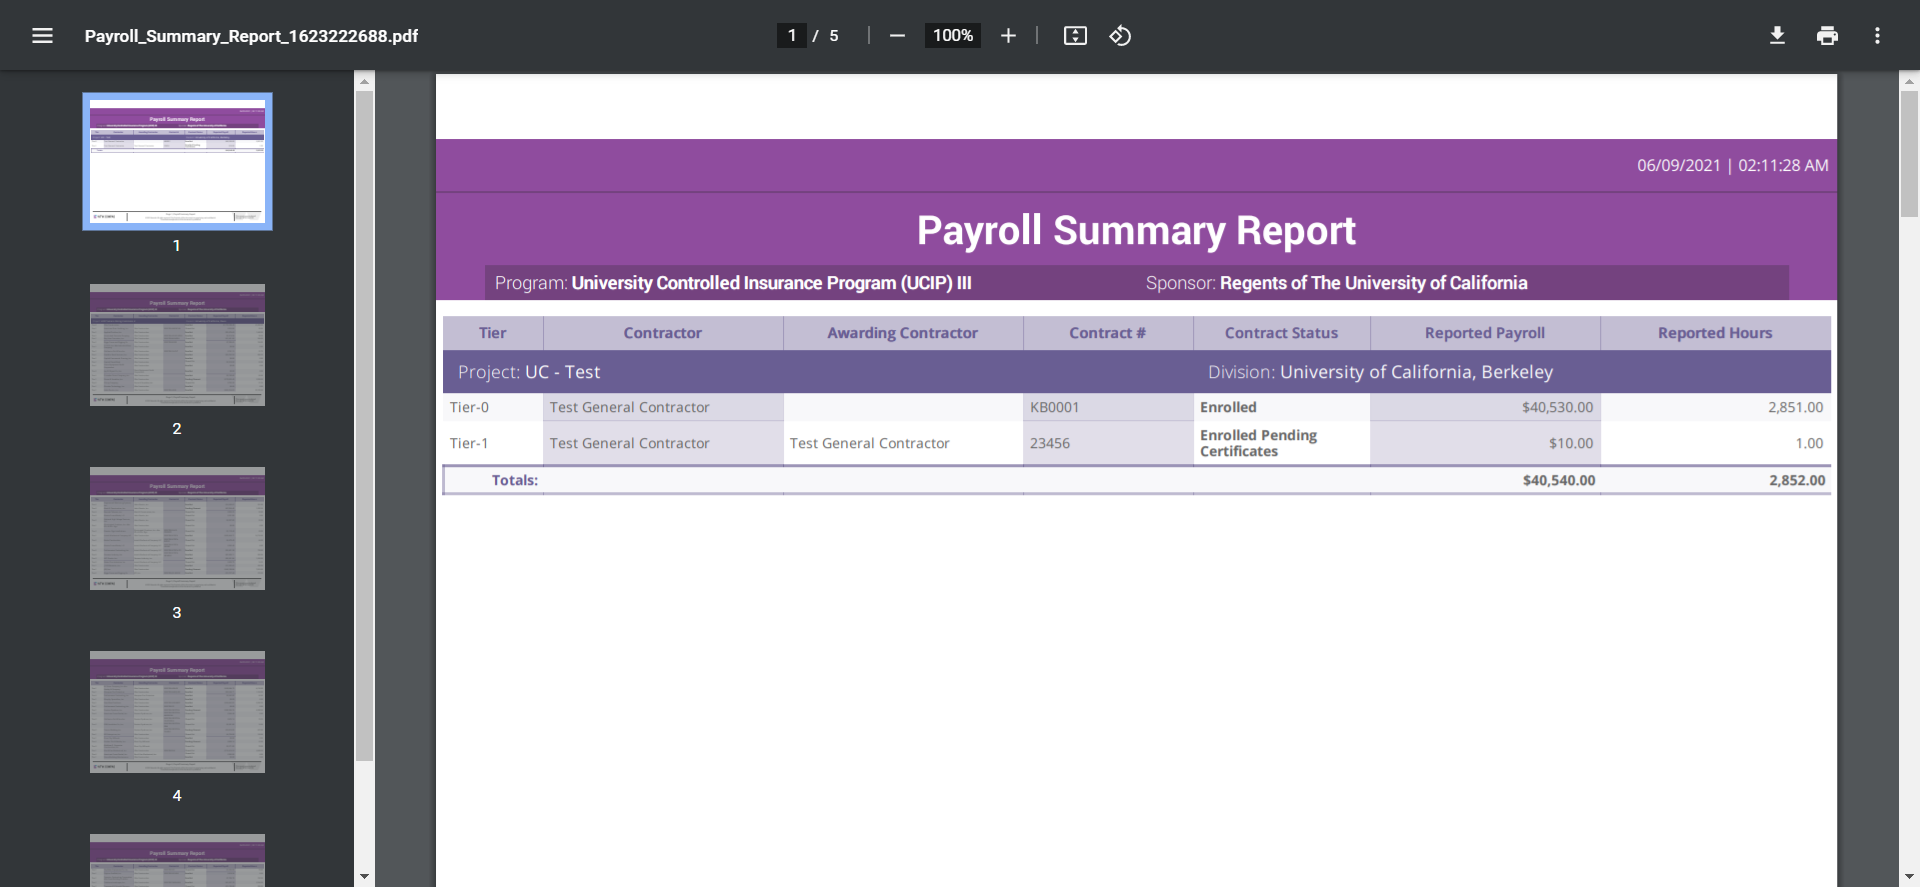 Payroll_Summary_Report_1623222688.pdf
1 / 5
100%
1
2
3
4
06/09/2021 | 02:11:28 AM
Payroll Summary Report
Program: University Controlled Insurance Program (UCIP) III Sponsor: Regents of The University of California
Tier Contractor Awarding Contractor Contract # Contract Status Reported Payroll Reported Hours
Project: UC - Test Division: University of California, Berkeley
Tier-0 Test General Contractor KB0001 Enrolled $40,530.00 2,851.00
Tier-1 Test General Contractor Test General Contractor 23456 Enrolled Pending Certificates $10.00 1.00
Totals: $40,540.00 2,852.00